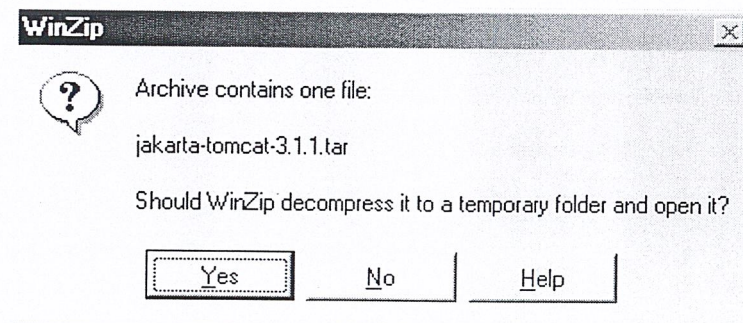 WinZip
Archive contains one file:
jakarta-tomcat-3.1.1.tar
Should WinZip decompress it to a temporary folder and open it?
Yes No Help